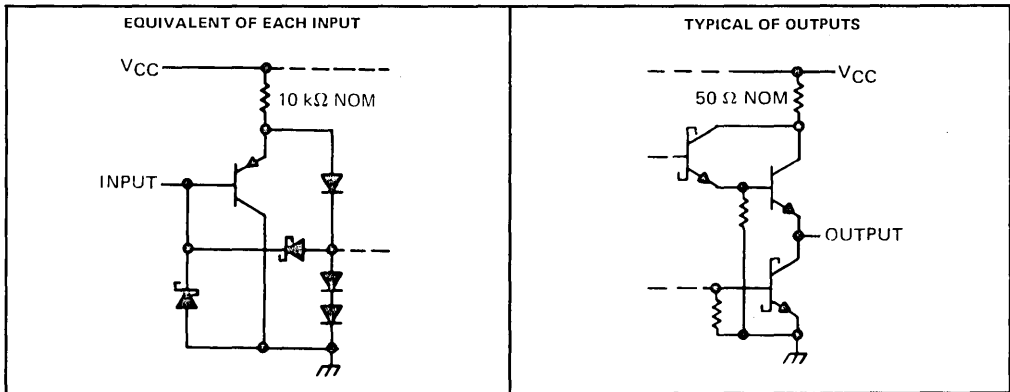 EQUIVALENT OF EACH INPUT
VCC
10 kΩ NOM
INPUT
TYPICAL OF OUTPUTS
VCC
50 Ω NOM
OUTPUT